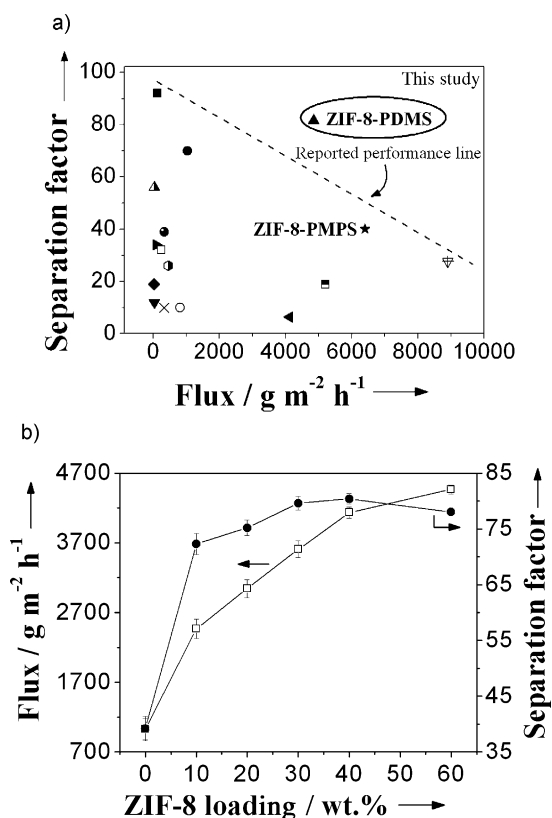 a)
Separation factor
100
80
60
40
20
0
This study
ZIF-8-PDMS
Reported performance line
ZIF-8-PMPS
0 2000 4000 6000 8000 10000
Flux / g m⁻² h⁻¹
b)
Flux / g m⁻² h⁻¹
4700
3700
2700
1700
700
85
75
65
55
45
35
Separation factor
0 10 20 30 40 50 60
ZIF-8 loading / wt.%